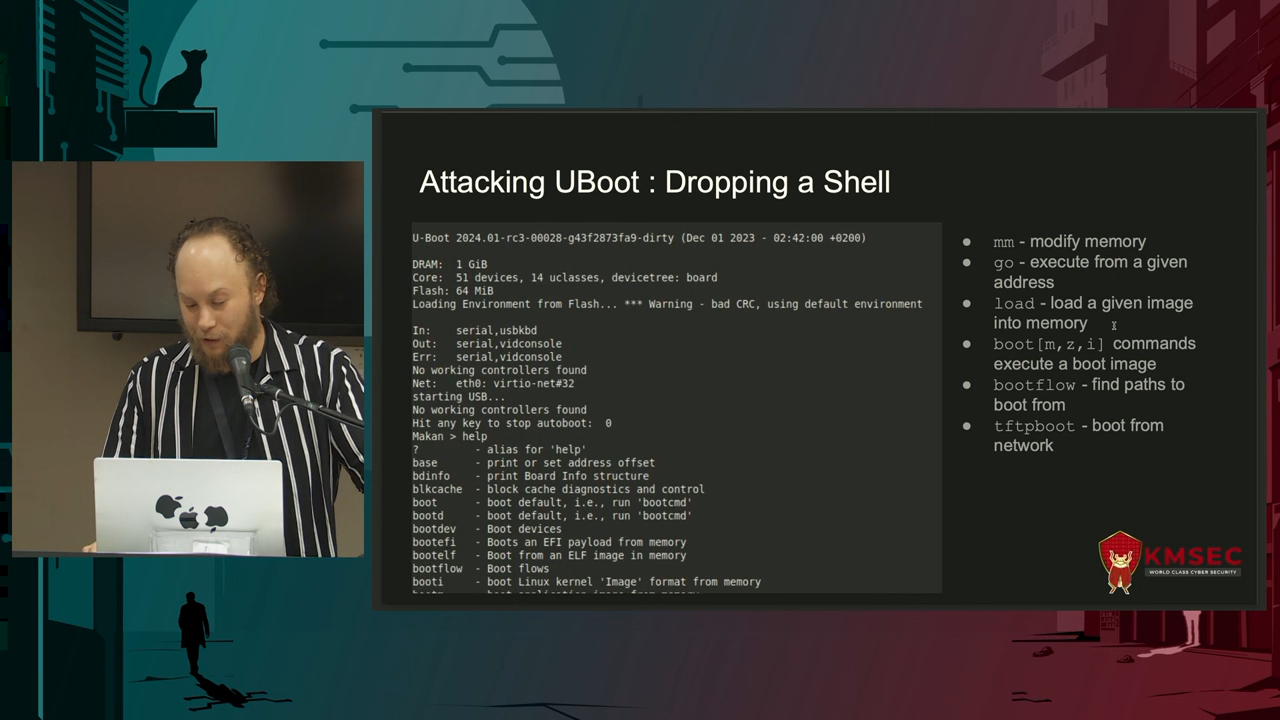 Attacking UBoot : Dropping a Shell
U-Boot 2024.01-rc3-00028-g43f2873fa9-dirty (Dec 01 2023 - 02:42:00 +0200)
DRAM:  1 GiB
Core:  51 devices, 14 uclasses, devicetree: board
Flash: 64 MiB
Loading Environment from Flash... *** Warning - bad CRC, using default environment
In:    serial,usbkbd
Out:   serial,vidconsole
Err:   serial,vidconsole
No working controllers found
Net:   eth0: virtio-net#32
starting USB...
No working controllers found
Hit any key to stop autoboot:  0
Makan > help
?         - alias for 'help'
base      - print or set address offset
bdinfo    - print Board Info structure
blkcache  - block cache diagnostics and control
boot      - boot default, i.e., run 'bootcmd'
bootd     - boot default, i.e., run 'bootcmd'
bootdev   - Boot devices
bootefi   - Boots an EFI payload from memory
bootelf   - Boot from an ELF image in memory
bootflow  - Boot flows
booti     - boot Linux kernel 'Image' format from memory
● mm - modify memory
● go - execute from a given
address
● load - load a given image
into memory
● boot[m,z,i] commands
execute a boot image
● bootflow - find paths to
boot from
● tftpboot - boot from
network
KMSEC
WORLD CLASS CYBER SECURITY